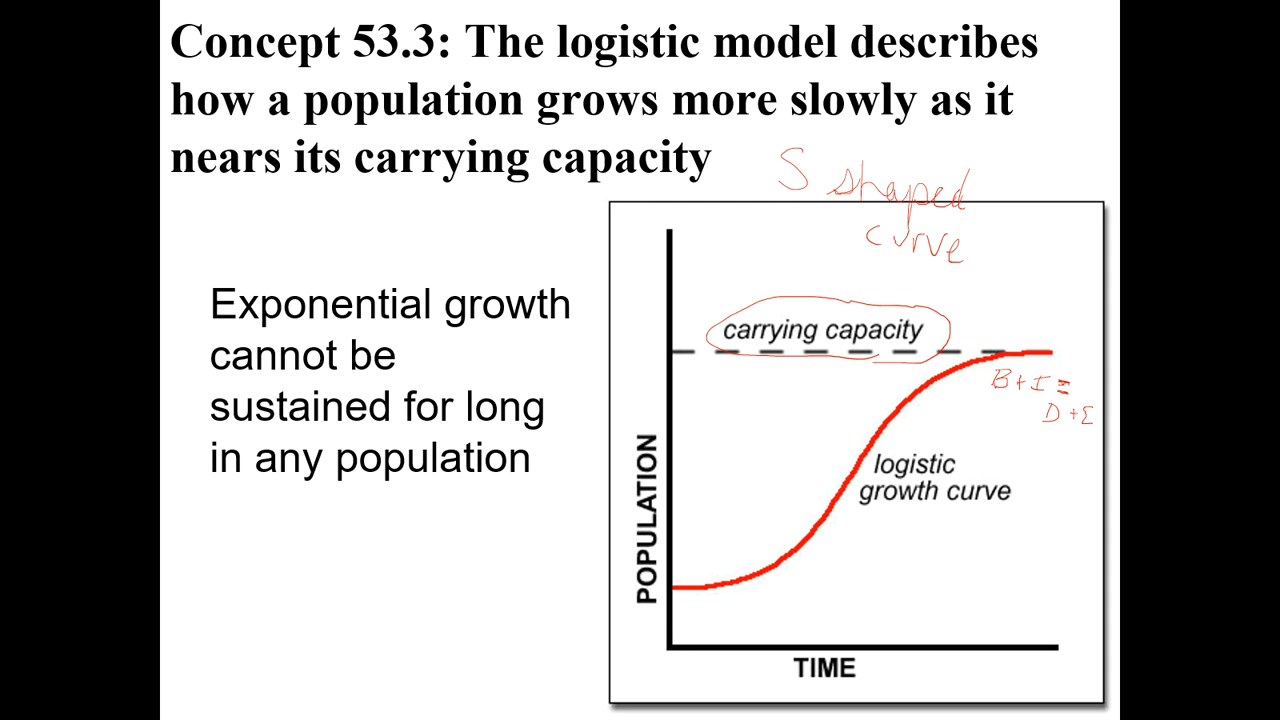 Concept 53.3: The logistic model describes
how a population grows more slowly as it
nears its carrying capacity
S shaped
curve
Exponential growth
cannot be
sustained for long
in any population
carrying capacity
B + I =
D + E
logistic
growth curve
POPULATION
TIME